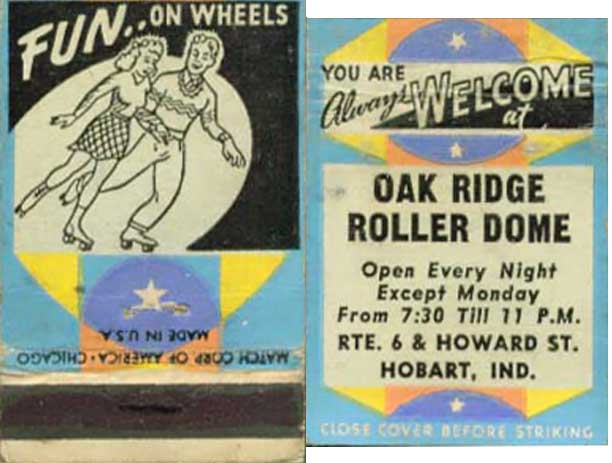 FUN.. ON WHEELS
MADE IN U.S.A.
MATCH CORP OF AMERICA • CHICAGO
YOU ARE
Always WELCOME
at
OAK RIDGE
ROLLER DOME
Open Every Night
Except Monday
From 7:30 Till 11 P.M.
RTE. 6 & HOWARD ST.
HOBART, IND.
CLOSE COVER BEFORE STRIKING